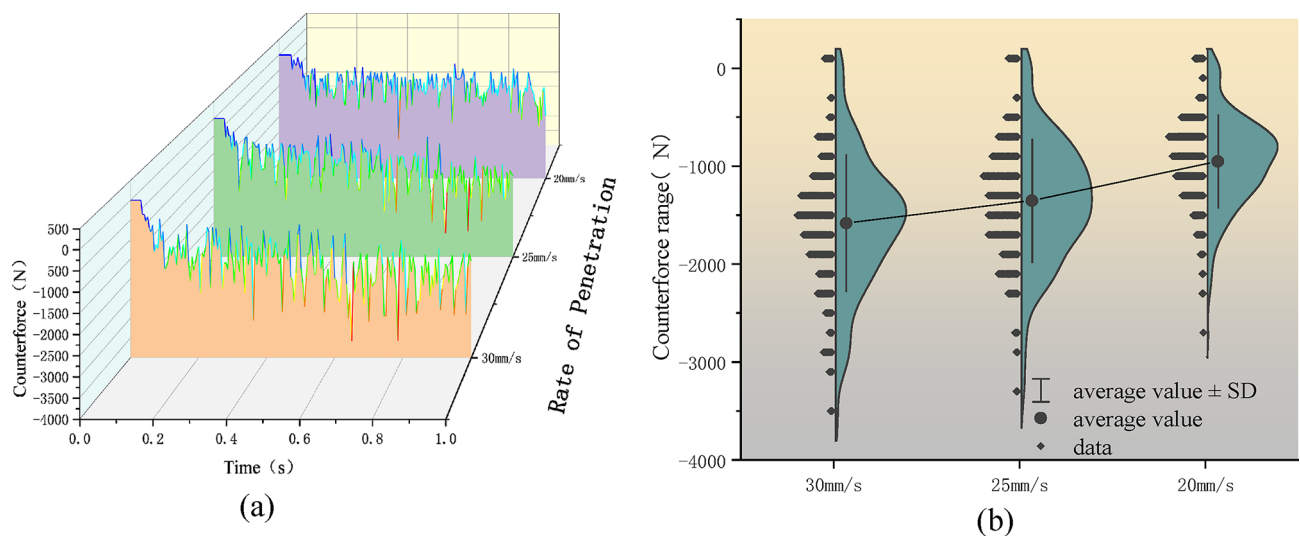 500
0
500
-1000
-1500
-2000
-2500
-3000
-3500
-4000
Counterforce（N）
0.0 0.2 0.4 0.6 0.8 1.0
Time（s）
20mm/s
25mm/s
30mm/s
Rate of Penetration
(a)
0
-1000
-2000
-3000
-4000
Counterforce range（ N）
30mm/s 25mm/s 20mm/s
average value ± SD
average value
data
(b)